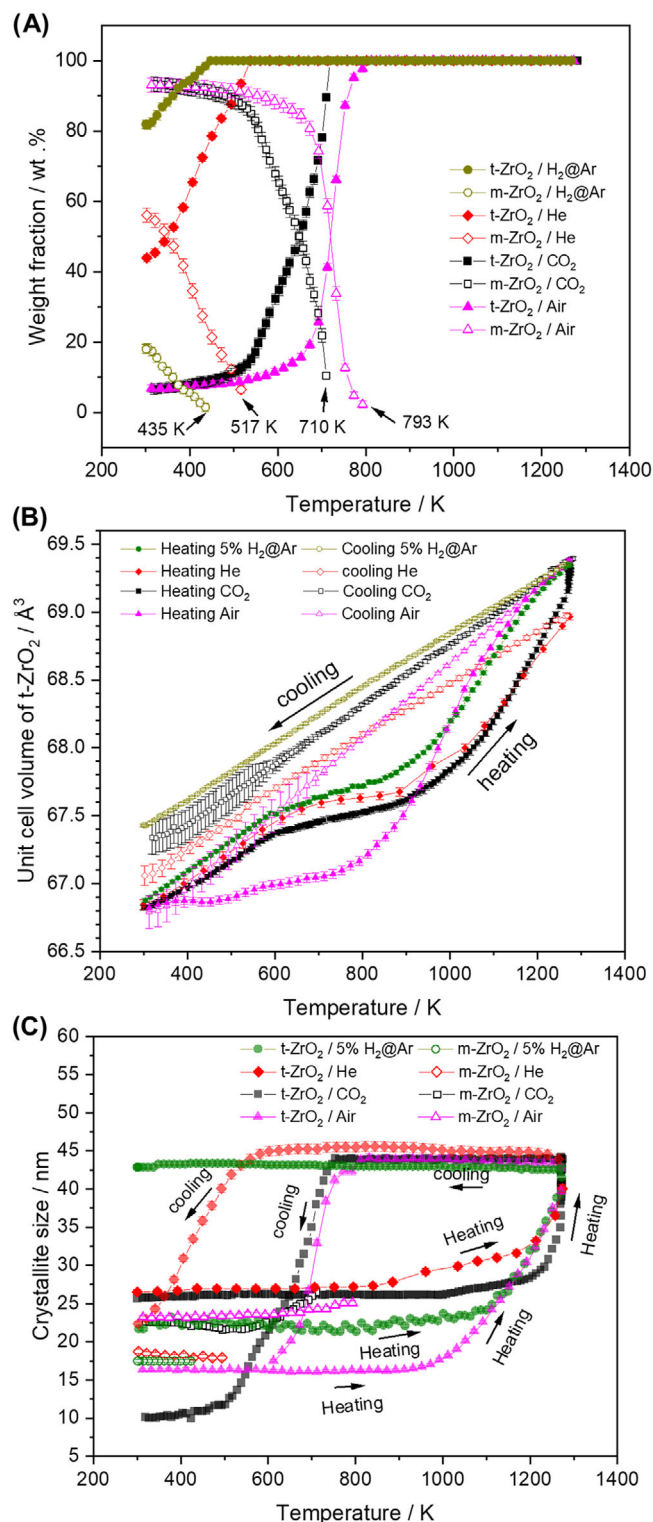 (A)
100
80
60
40
20
0
Weight fraction / wt .%
t-ZrO₂ / H₂@Ar
m-ZrO₂ / H₂@Ar
t-ZrO₂ / He
m-ZrO₂ / He
t-ZrO₂ / CO₂
m-ZrO₂ / CO₂
t-ZrO₂ / Air
m-ZrO₂ / Air
435 K
517 K
710 K
793 K
200 400 600 800 1000 1200 1400
Temperature / K
(B)
69.5
69.0
68.5
68.0
67.5
67.0
66.5
Unit cell volume of t-ZrO₂ / Å³
Heating 5% H₂@Ar Cooling 5% H₂@Ar
Heating He cooling He
Heating CO₂ Cooling CO₂
Heating Air Cooling Air
cooling
heating
200 400 600 800 1000 1200 1400
Temperature / K
(C)
60
55
50
45
40
35
30
25
20
15
10
5
Crystallite size / nm
t-ZrO₂ / 5% H₂@Ar m-ZrO₂ / 5% H₂@Ar
t-ZrO₂ / He m-ZrO₂ / He
t-ZrO₂ / CO₂ m-ZrO₂ / CO₂
t-ZrO₂ / Air m-ZrO₂ / Air
cooling
cooling
cooling
Heating
Heating
Heating
Heating
Heating
200 400 600 800 1000 1200 1400
Temperature / K